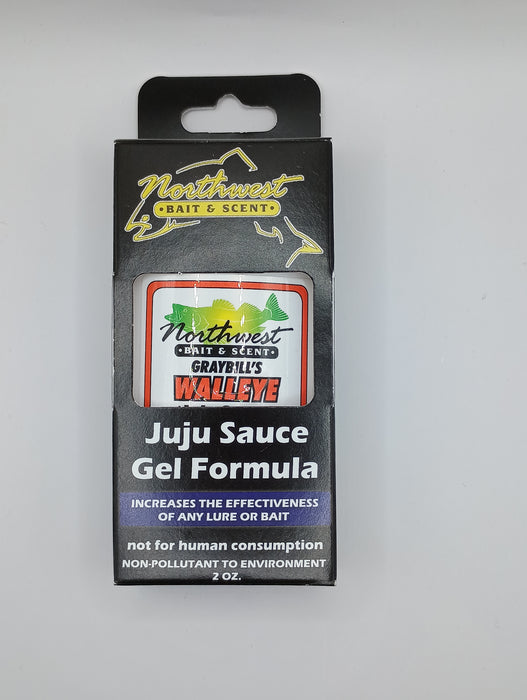 Northwest
• BAIT & SCENT •
Northwest
• BAIT & SCENT •
GRAYBILL'S
WALLEYE
Juju Sauce
Gel Formula
INCREASES THE EFFECTIVENESS
OF ANY LURE OR BAIT
not for human consumption
NON-POLLUTANT TO ENVIRONMENT
2 OZ.